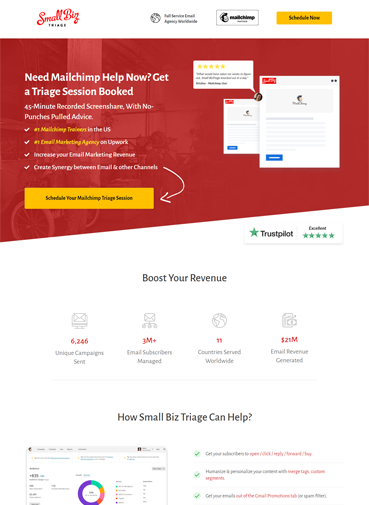 Small Biz
TRIAGE
Full Service Email
Agency Worldwide
mailchimp
Schedule Now
Need Mailchimp Help Now? Get
a Triage Session Booked
45-Minute Recorded Screenshare, With No-
Punches Pulled Advice.
#1 Mailchimp Trainers in the US
#1 Email Marketing Agency on Upwork
Increase your Email Marketing Revenue
Create Synergy between Email & other Channels
Schedule Your Mailchimp Triage Session
Mailchimp
Trustpilot
Excellent
Boost Your Revenue
6,246
Unique Campaigns
Sent
3M+
Email Subscribers
Managed
11
Countries Served
Worldwide
$21M
Email Revenue
Generated
How Small Biz Triage Can Help?
Get your subscribers to open / click / reply / forward / buy
Humanize & personalize your content with merge tags, custom
segments.
Get your emails out of the Gmail Promotions tab or spam filters